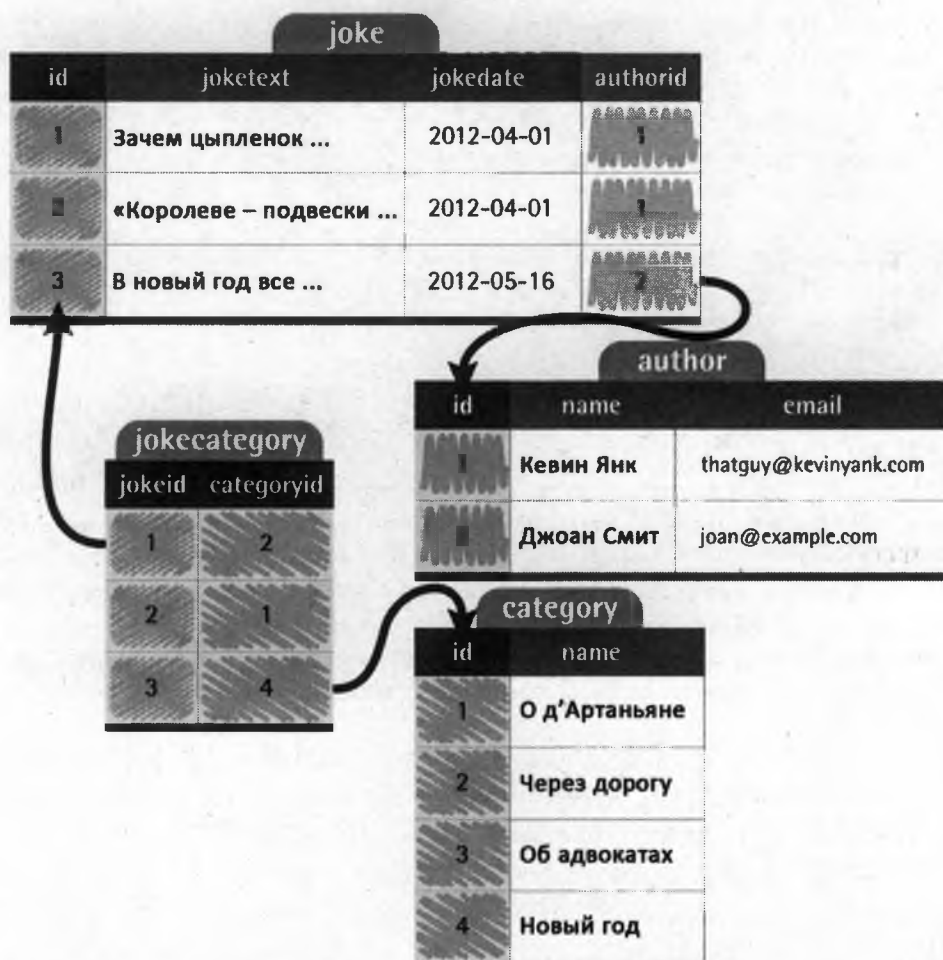 joke
id joketext jokedate authorid
1 Зачем цыпленок ... 2012-04-01 1
«Королеве – подвески ... 2012-04-01 1
3 В новый год все ... 2012-05-16 2
author
id name email
1 Кевин Янк thatguy@kevinyank.com
Джоан Смит joan@example.com
jokecategory
jokeid categoryid
1 2
2 1
3 4
category
id name
1 О д’Артаньяне
2 Через дорогу
3 Об адвокатах
4 Новый год